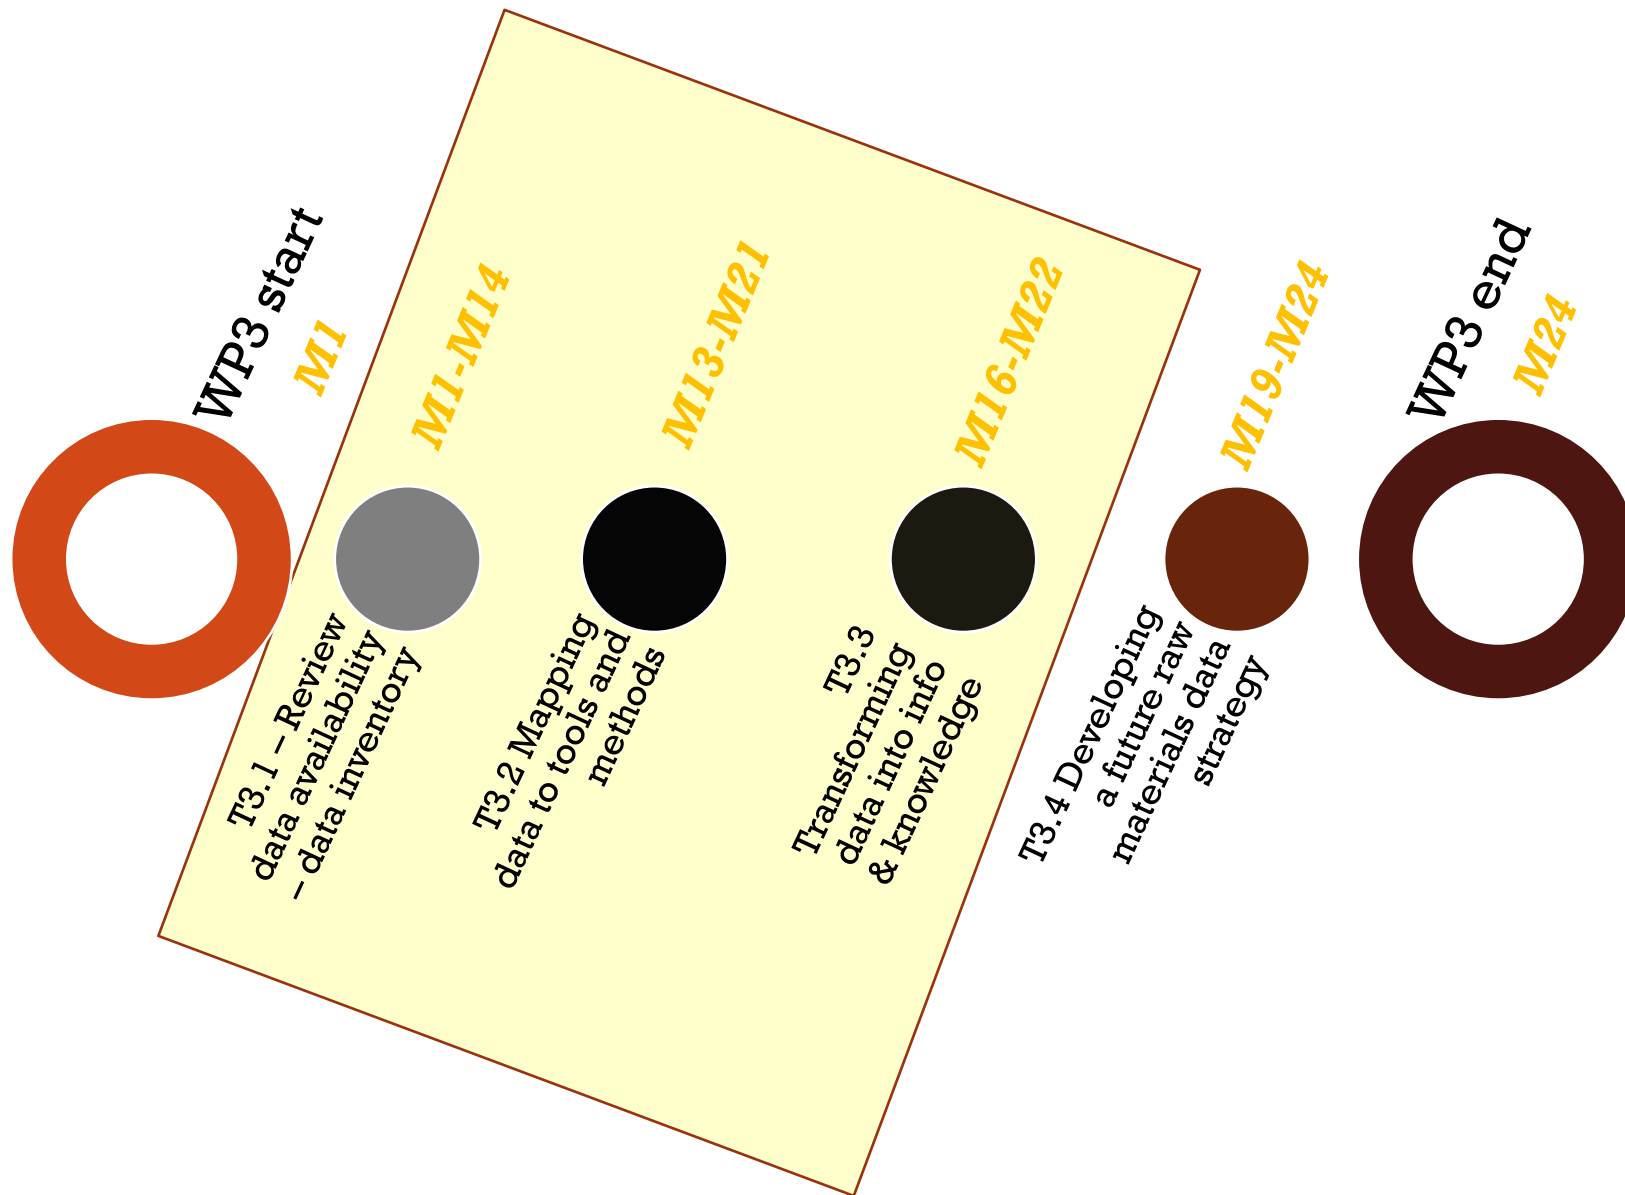 WP3 start
M1
M1-M14
T3.1 – Review
data availability
– data inventory
M13-M21
T3.2 Mapping
data to tools and
methods
M16-M22
T3.3
Transforming
data into info
& knowledge
M19-M24
T3.4 Developing
a future raw
materials data
strategy
WP3 end
M24